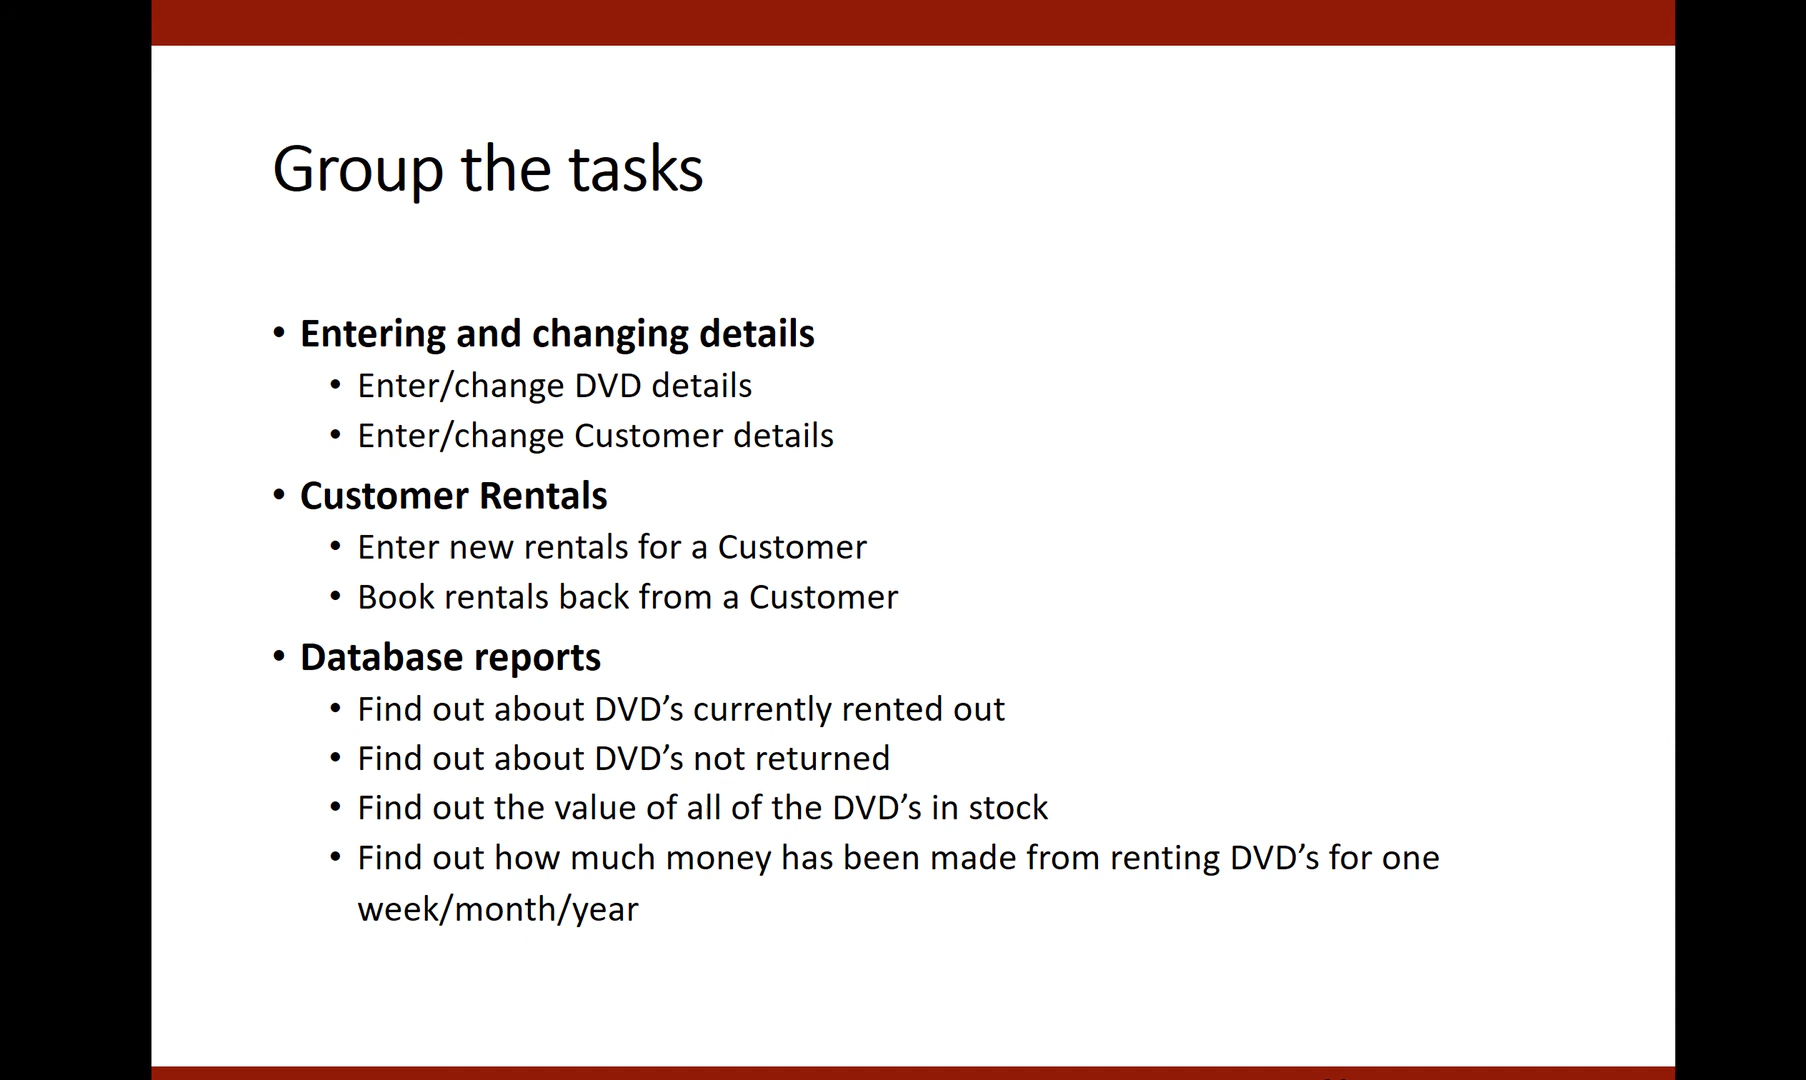 Group the tasks
• Entering and changing details
• Enter/change DVD details
• Enter/change Customer details
• Customer Rentals
• Enter new rentals for a Customer
• Book rentals back from a Customer
• Database reports
• Find out about DVD’s currently rented out
• Find out about DVD’s not returned
• Find out the value of all of the DVD’s in stock
• Find out how much money has been made from renting DVD’s for one
week/month/year